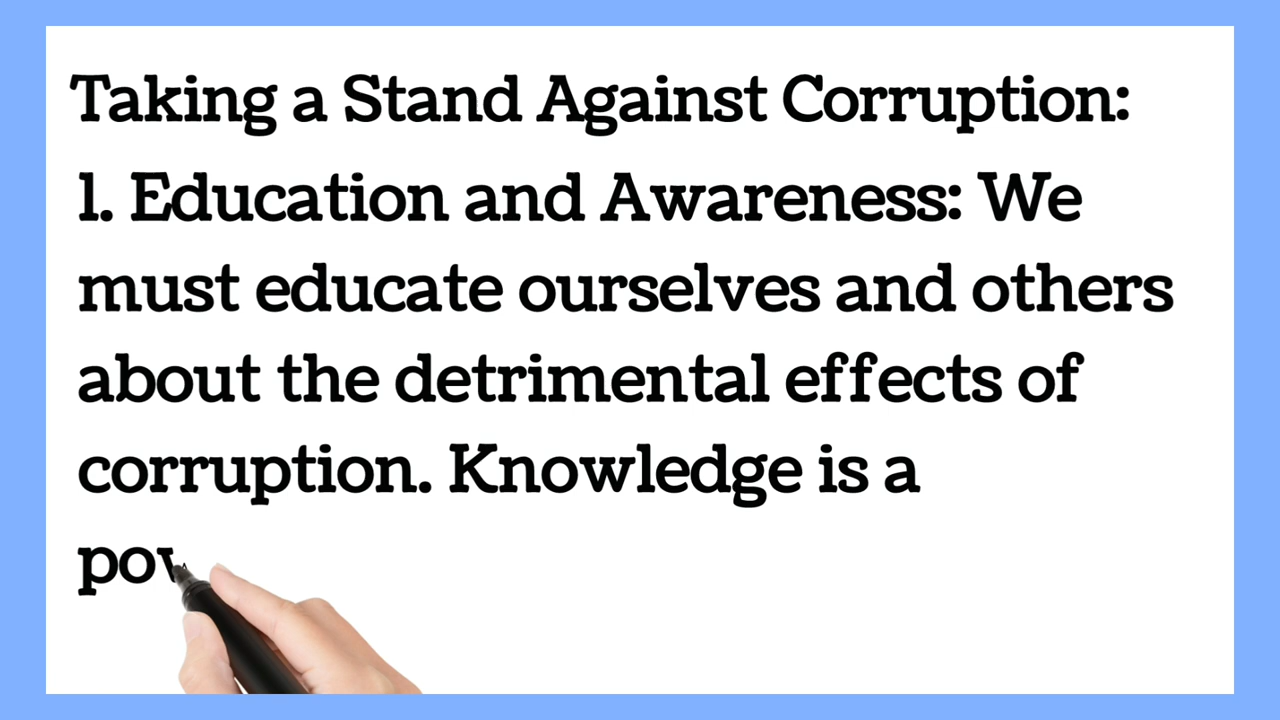 Taking a Stand Against Corruption:
1. Education and Awareness: We
must educate ourselves and others
about the detrimental effects of
corruption. Knowledge is a